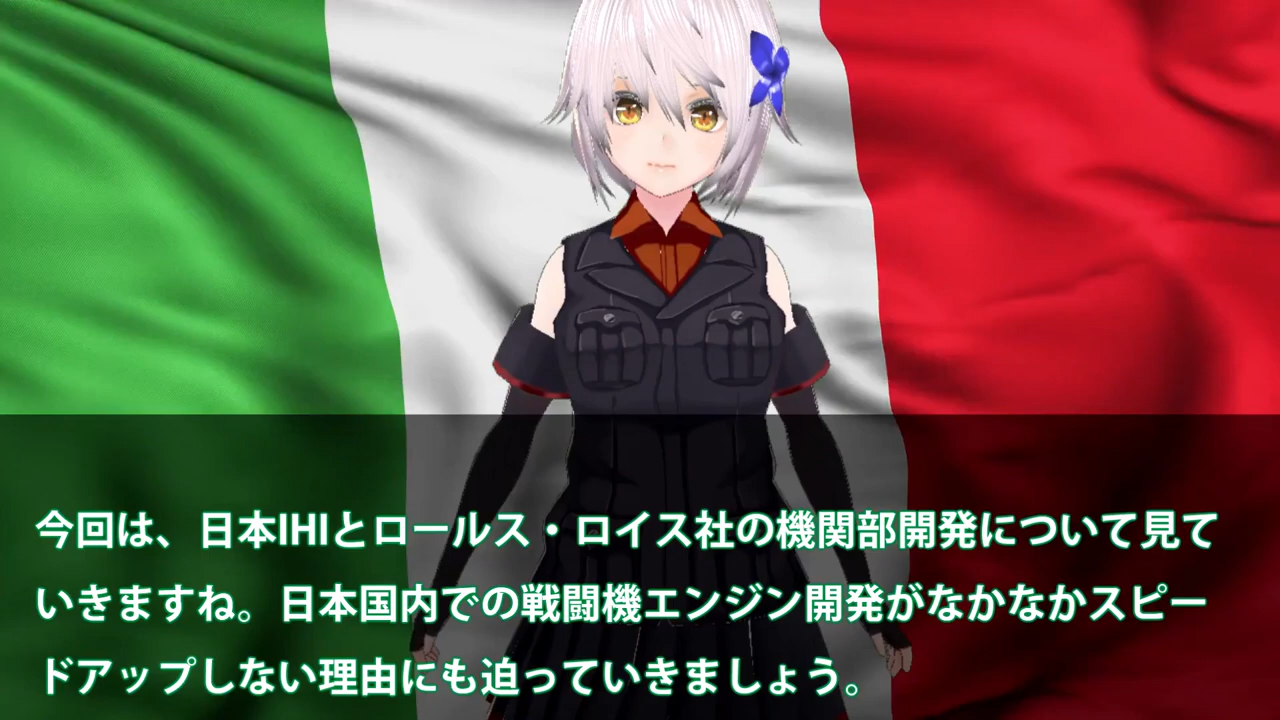 今回は、日本IHIとロールス・ロイス社の機関部開発について見て
いきますね。日本国内での戦闘機エンジン開発がなかなかスピー
ドアップしない理由にも迫っていきましょう。